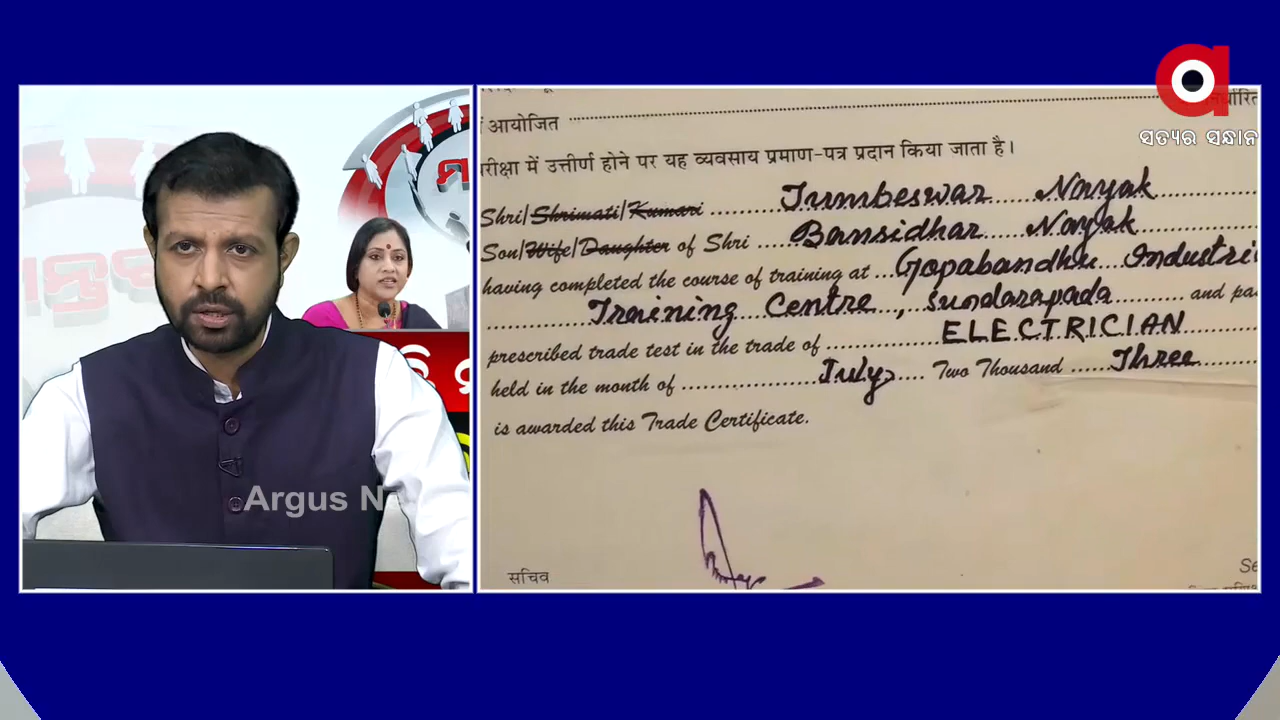 ସତ୍ୟର ସନ୍ଧାନ
आयोजित
परीक्षा में उत्तीर्ण होने पर यह व्यवसाय प्रमाण-पत्र प्रदान किया जाता है।
Shri/Shrimati/Kumari Jumbeswar Nayak
Son/Wife/Daughter of Shri Bansidhar Nayak
having completed the course of training at Gopabandhu Industri
Training Centre, Sundarapada and pa
prescribed trade test in the trade of ELECTRICIAN
held in the month of July, Two Thousand Three
is awarded this Trade Certificate.
सचिव Se
Argus N